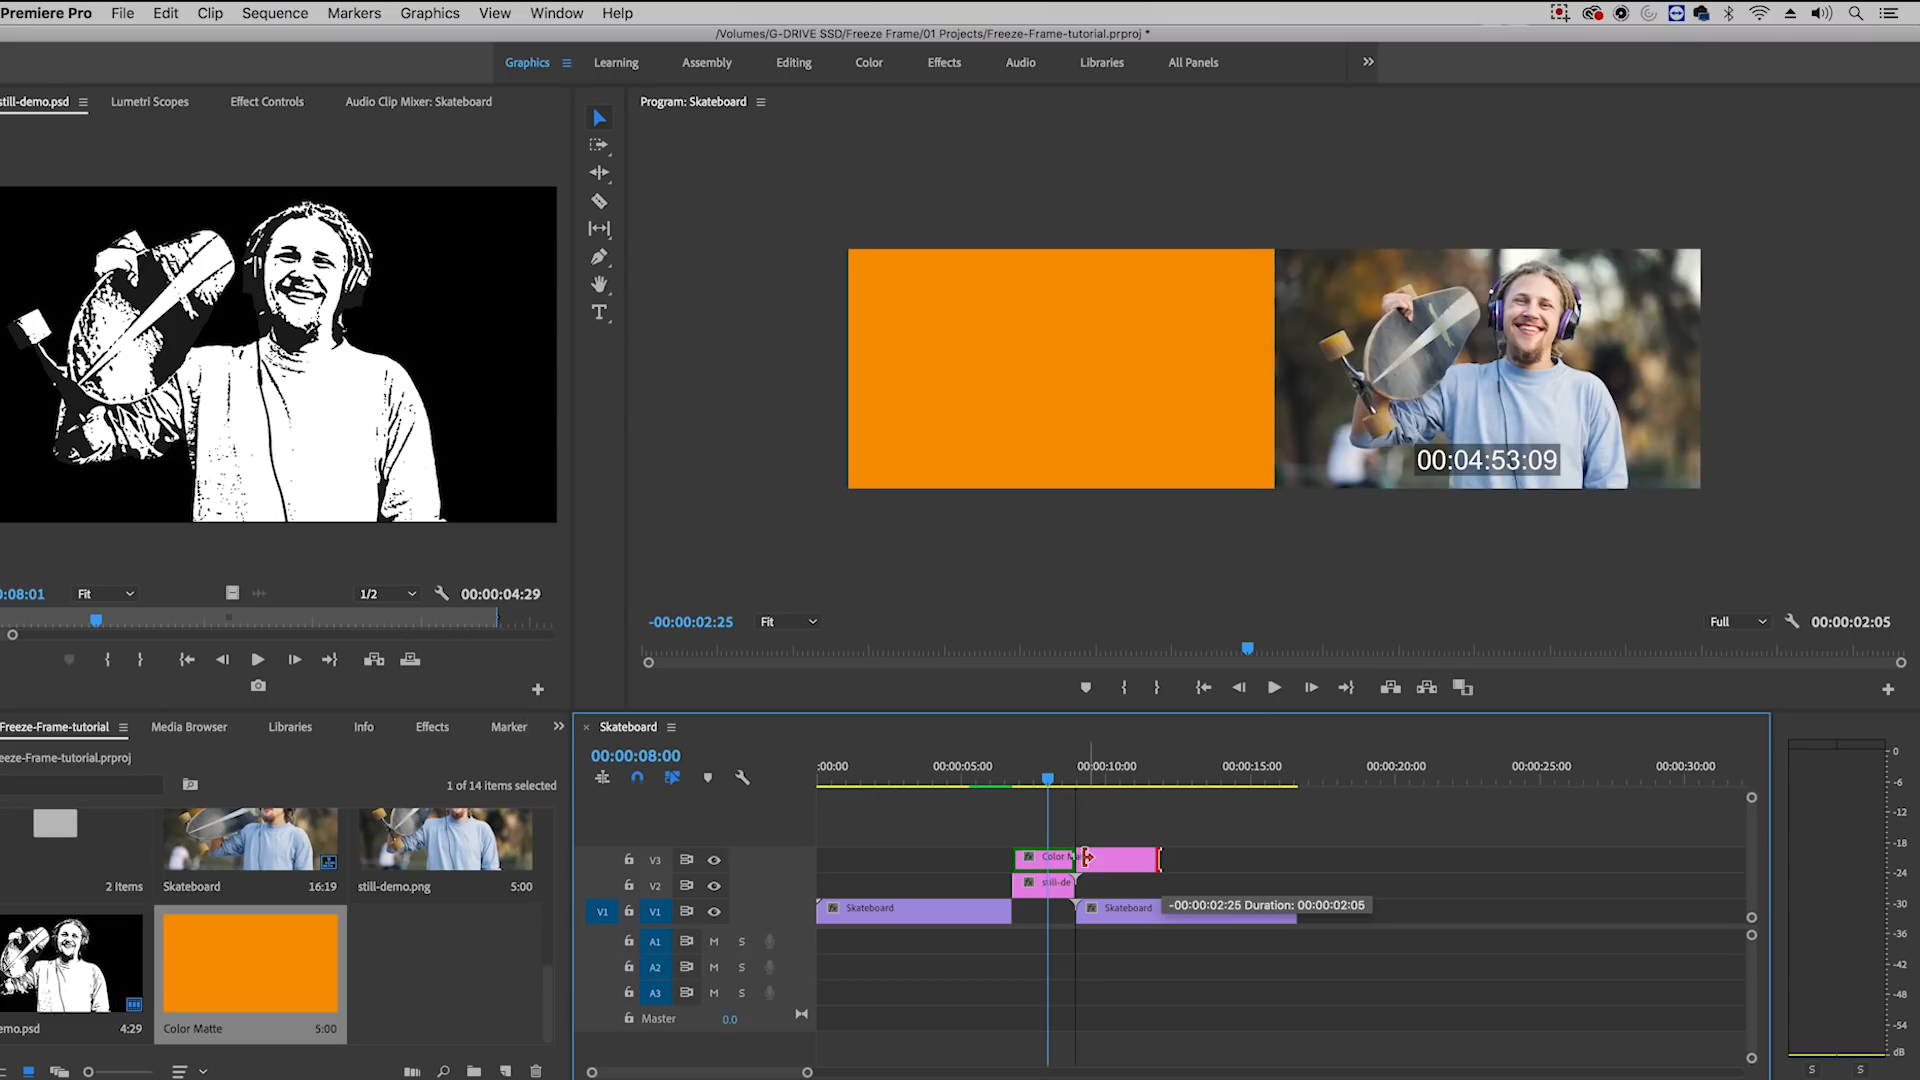 Premiere Pro File Edit Clip Sequence Markers Graphics View Window Help
/Volumes/G-DRIVE SSD/Freeze Frame/01 Projects/Freeze-Frame-tutorial.prproj *
Graphics Learning Assembly Editing Color Effects Audio Libraries All Panels
still-demo.psd Lumetri Scopes Effect Controls Audio Clip Mixer: Skateboard
Program: Skateboard
00:04:53:09
:08:01 Fit 1/2 00:00:04:29
-00:00:02:25 Fit Full 00:00:02:05
Freeze-Frame-tutorial Media Browser Libraries Info Effects Marker
eeze-Frame-tutorial.prproj
1 of 14 items selected
2 Items
Skateboard
still-demo.png 5:00
16:19
emo.psd 4:29
Color Matte 5:00
Skateboard
00:00:08:00
:00:00 00:00:05:00 00:00:10:00 00:00:15:00 00:00:20:00 00:00:25:00 00:00:30:00
V3 Color M
V2 still-de
V1 V1 Skateboard Skateboard
-00:00:02:25 Duration: 00:00:02:05
A1 M S
A2 M S
A3 M S
Master 0.0
0
-6
-12
-18
-24
-30
-36
-42
-48
-54
dB
S S